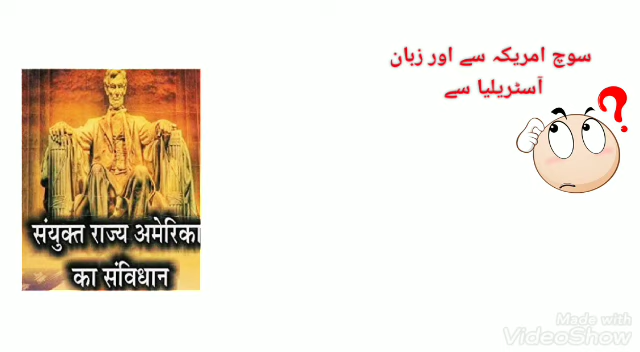 سوچ امریکہ سے اور زبان
آسٹریلیا سے
संयुक्त राज्य अमेरिका
का संविधान
Made with
VideoShow